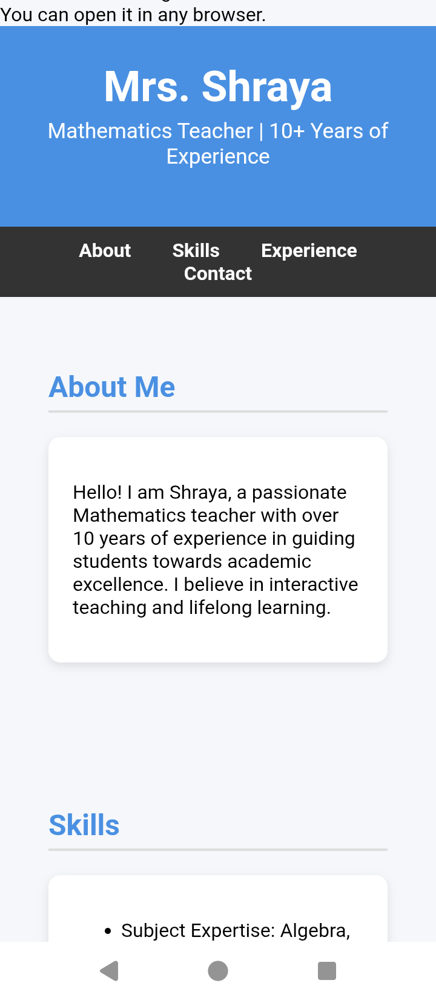 You can open it in any browser.
Mrs. Shraya
Mathematics Teacher | 10+ Years of
Experience
About Skills Experience
Contact
About Me
Hello! I am Shraya, a passionate
Mathematics teacher with over
10 years of experience in guiding
students towards academic
excellence. I believe in interactive
teaching and lifelong learning.
Skills
• Subject Expertise: Algebra,